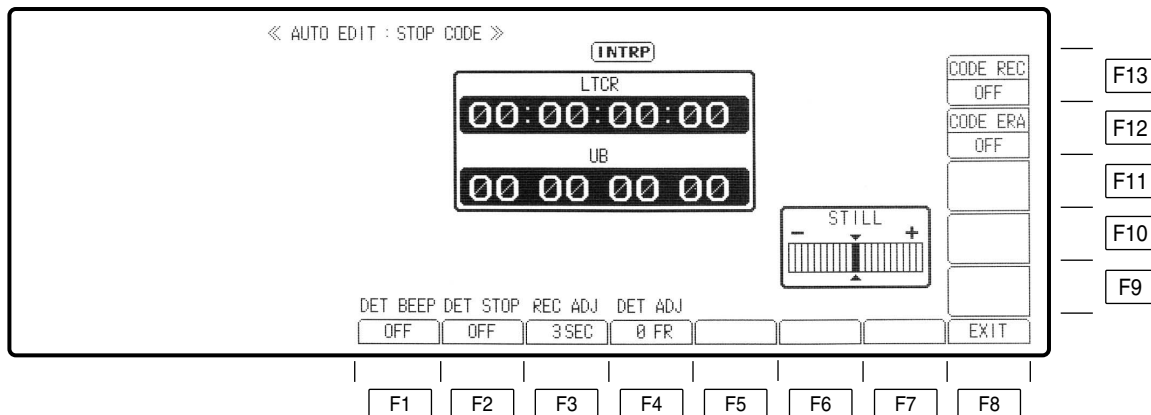 ≪ AUTO EDIT : STOP CODE ≫
INTRP
LTCR
00:00:00:00
UB
00 00 00 00
STILL
- +
CODE REC
OFF
CODE ERA
OFF
F13
F12
F11
F10
F9
DET BEEP DET STOP REC ADJ DET ADJ
OFF OFF 3SEC 0 FR EXIT
F1 F2 F3 F4 F5 F6 F7 F8